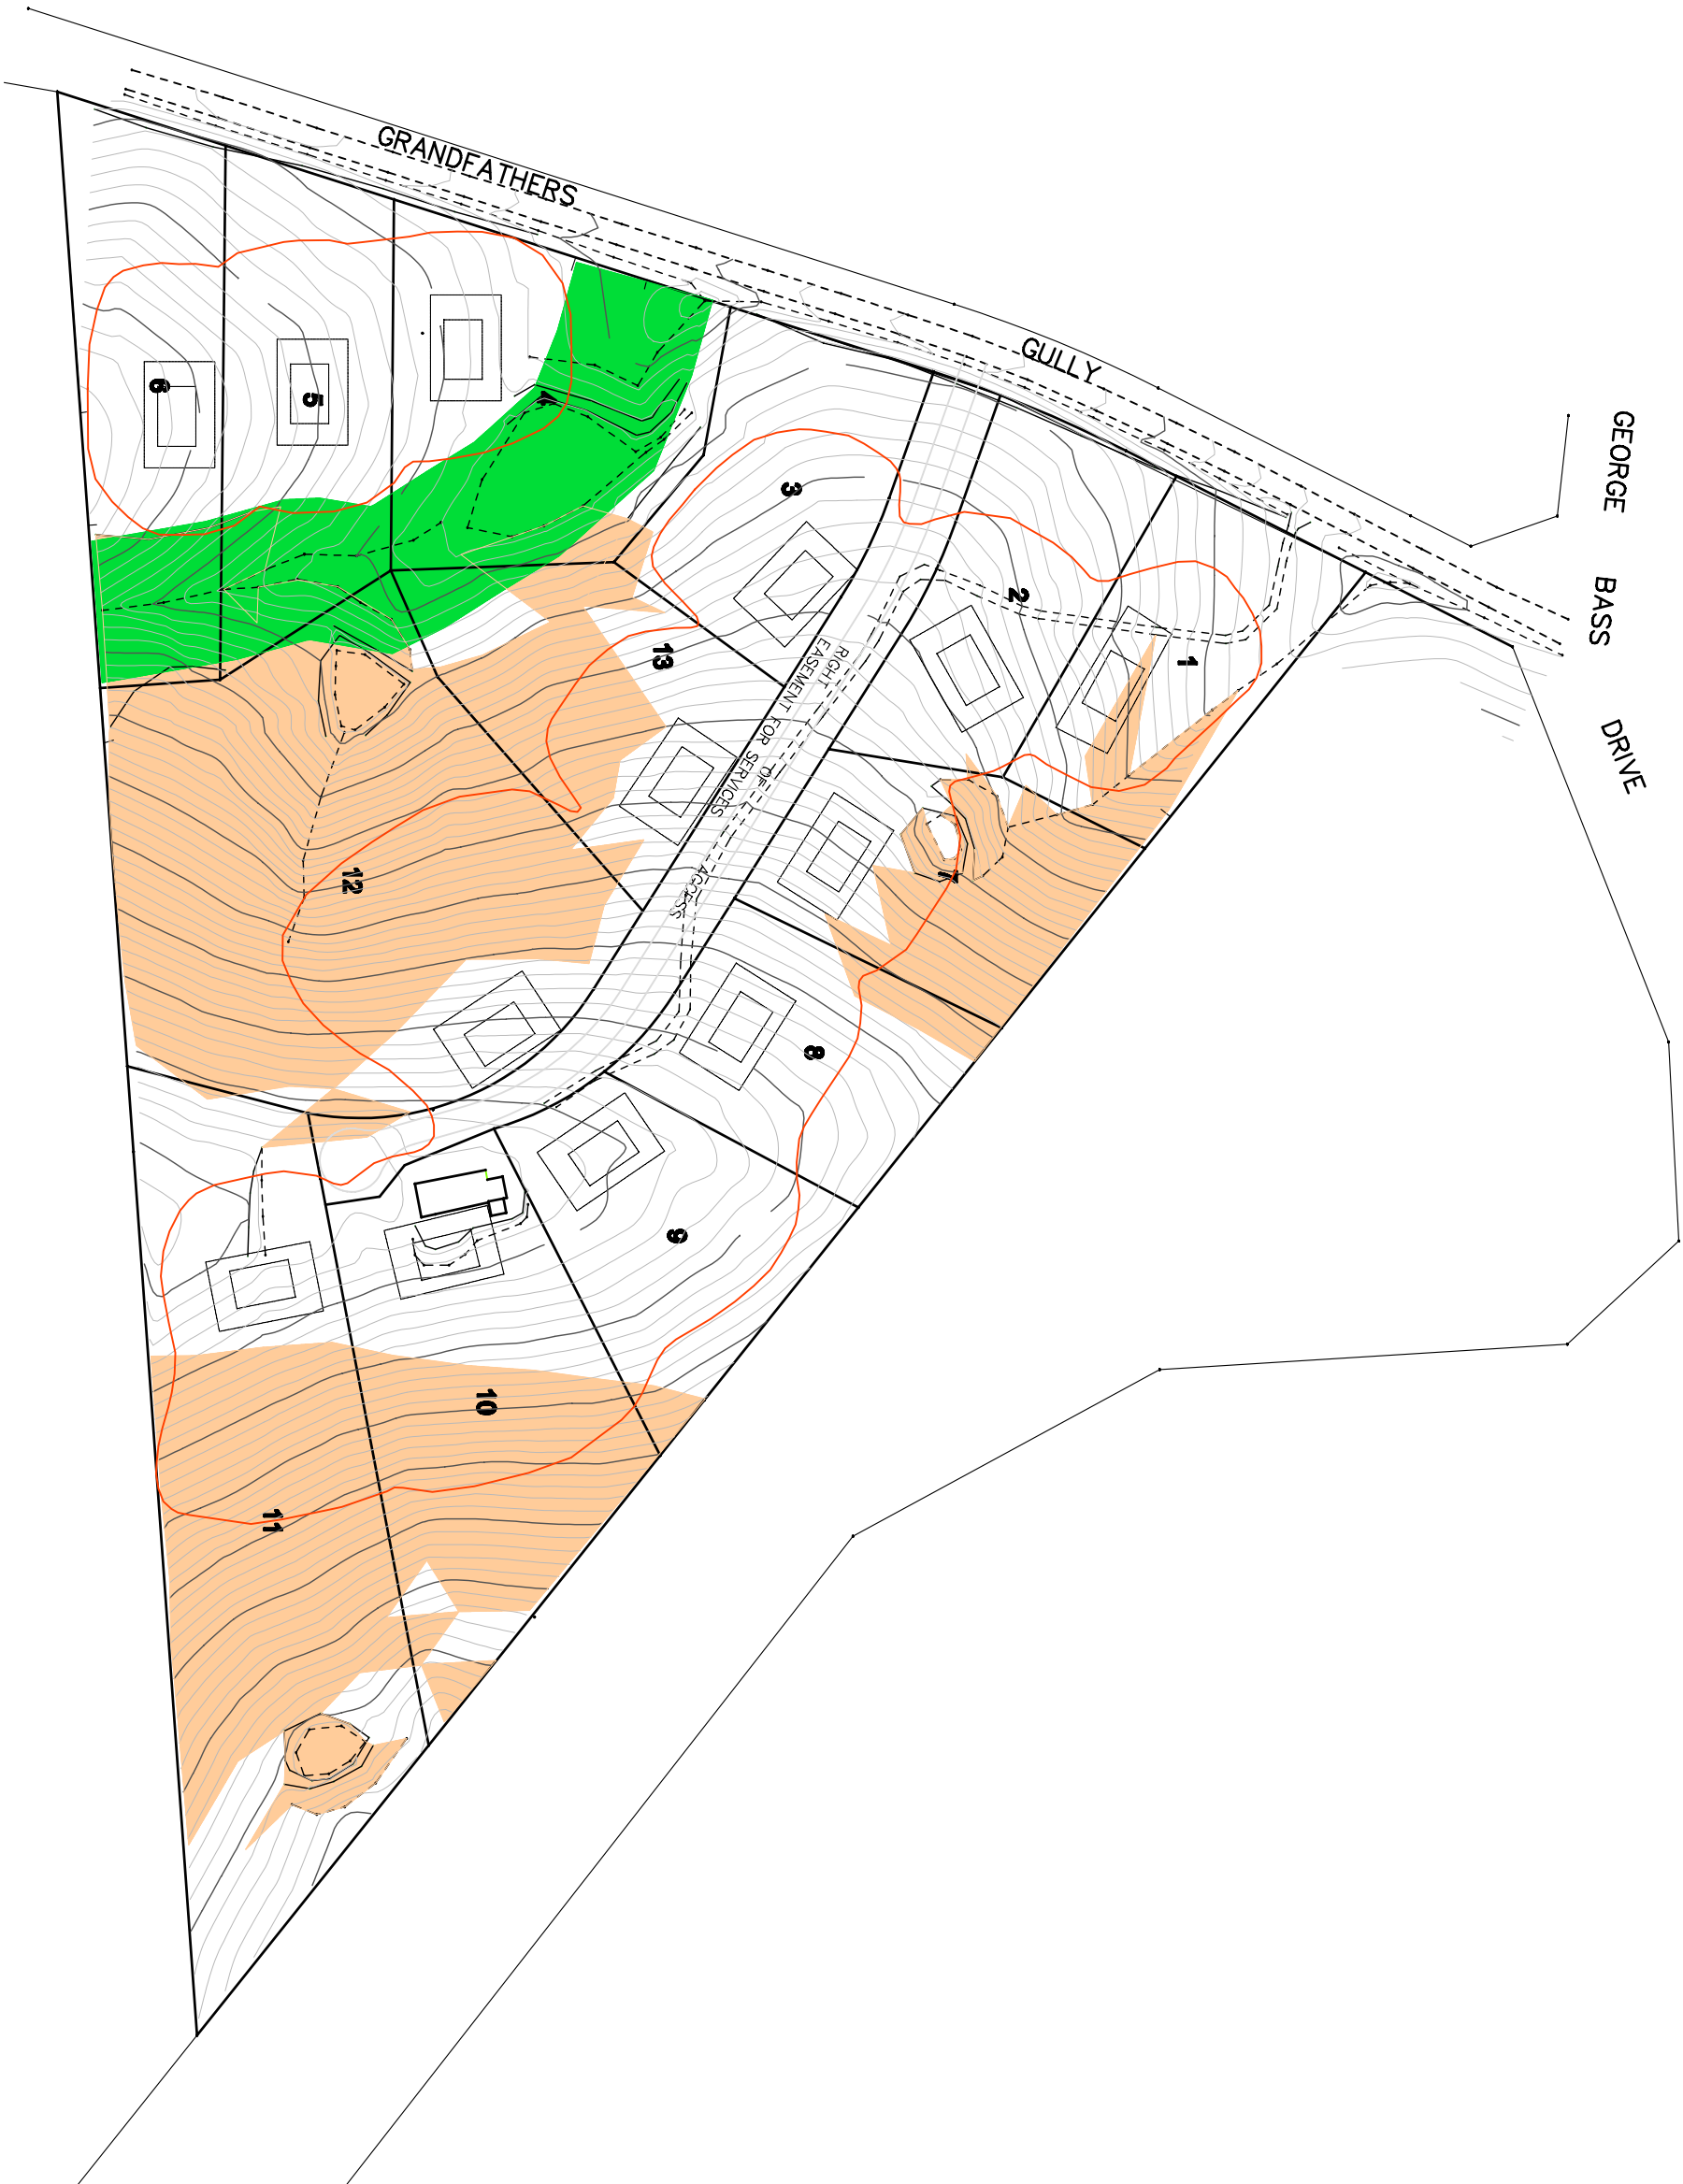 GRANDFATHERS
GULLY
GEORGE
BASS
DRIVE
6
5
4
3
2
1
13
RIGHT OF ACCESS
EASEMENT FOR SERVICES
12
7
8
9
10
11